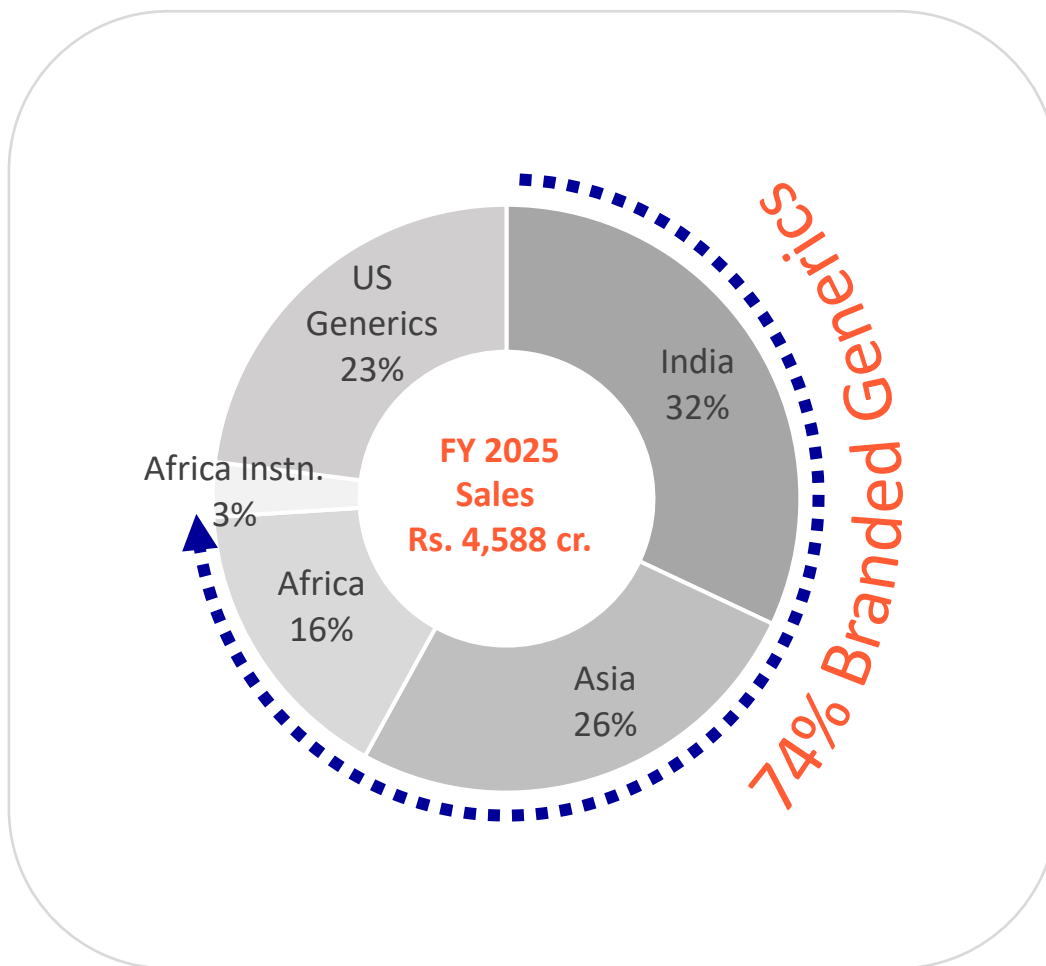 US
Generics
23%
India
32%
Africa Instn.
3%
FY 2025
Sales
Rs. 4,588 cr.
Africa
16%
Asia
26%
74% Branded Generics